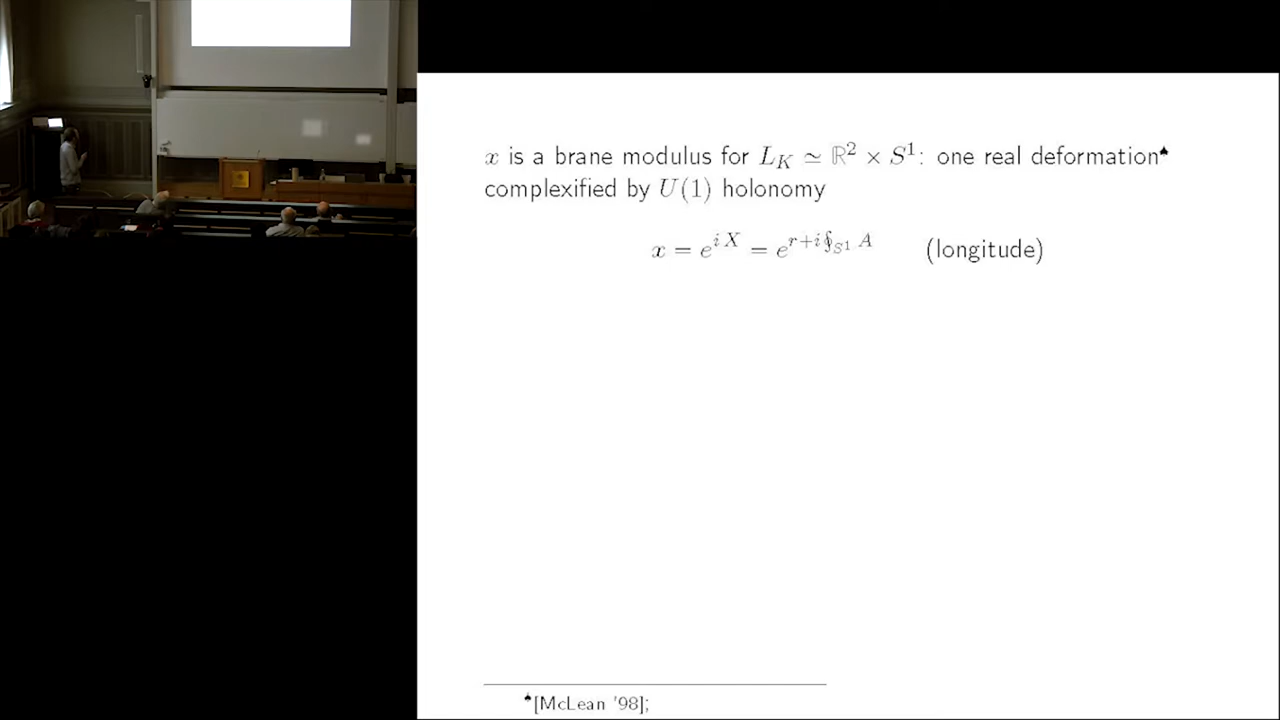 x is a brane modulus for L_K ≃ ℝ² × S¹: one real deformation♠
complexified by U(1) holonomy
x = e^{iX} = e^{r+i∮_{S¹} A} (longitude)
♠[McLean '98];